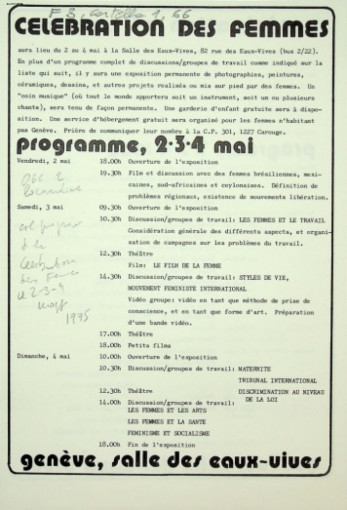 F 3, cartella 1, 66
CELEBRATION DES FEMMES
aura lieu du 2 au 4 mai à la Salle des Eaux-Vives, 82 rue des Eaux-Vives (bus 2/22).
En plus d'un programme complet de discussions/groupes de travail comme indiqué sur la
liste qui suit, il y aura une exposition permanente de photographies, peintures,
céramiques, dessins, et autres projets réalisés ou mis sur pied par des femmes. Un
"coin musique" (où tout le monde apportera soit un instrument, soit un ou plusieurs
chants), sera tenu de façon permanente. Une garderie d'enfant gratuite sera à dispo-
sition. Une service d'hébergement gratuit sera organisé pour les femmes n'habitant
pas Genève. Prière de communiquer leur nombre à la C.P. 301, 1227 Carouge.
programme, 2·3·4 mai
Vendredi, 2 mai 18.00h Ouverture de l'exposition
19.30h Film et discussion avec des femmes brésiliennes, mexi-
caines, sud-africaines et ceylonaises. Définition de
problèmes régionaux, existence de mouvements libération.
Samedi, 3 mai 09.30h Ouverture de l'exposition
10.30h Discussion/groupes de travail: LES FEMMES ET LE TRAVAIL
Considération générale des différents aspects, et organi-
sation de campagnes sur les problèmes du travail.
12.30h Théâtre
Film: LE FILM DE LA FEMME
14.30h Discussion/groupes de travail: STYLES DE VIE,
MOUVEMENT FEMINISTE INTERNATIONAL
Vidéo groupe: vidéo en tant que méthode de prise de
conscience, et en tant que forme d'art. Préparation
d'une bande vidéo.
17.00h Théâtre
18.00h Petits films
Dimanche, 4 mai 10.00h Ouverture de l'exposition
10.30h Discussion/groupes de travail: MATERNITE
TRIBUNAL INTERNATIONAL
12.30h Théâtre DISCRIMINATION AU NIVEAU
DE LA LOI
14.00h Discussion/groupes de travail:
LES FEMMES ET LES ARTS
LES FEMMES ET LA SANTE
FEMINISME ET SOCIALISME
18.00h Fin de l'exposition
des
2-3-4
1975
genève, salle des eaux-vives